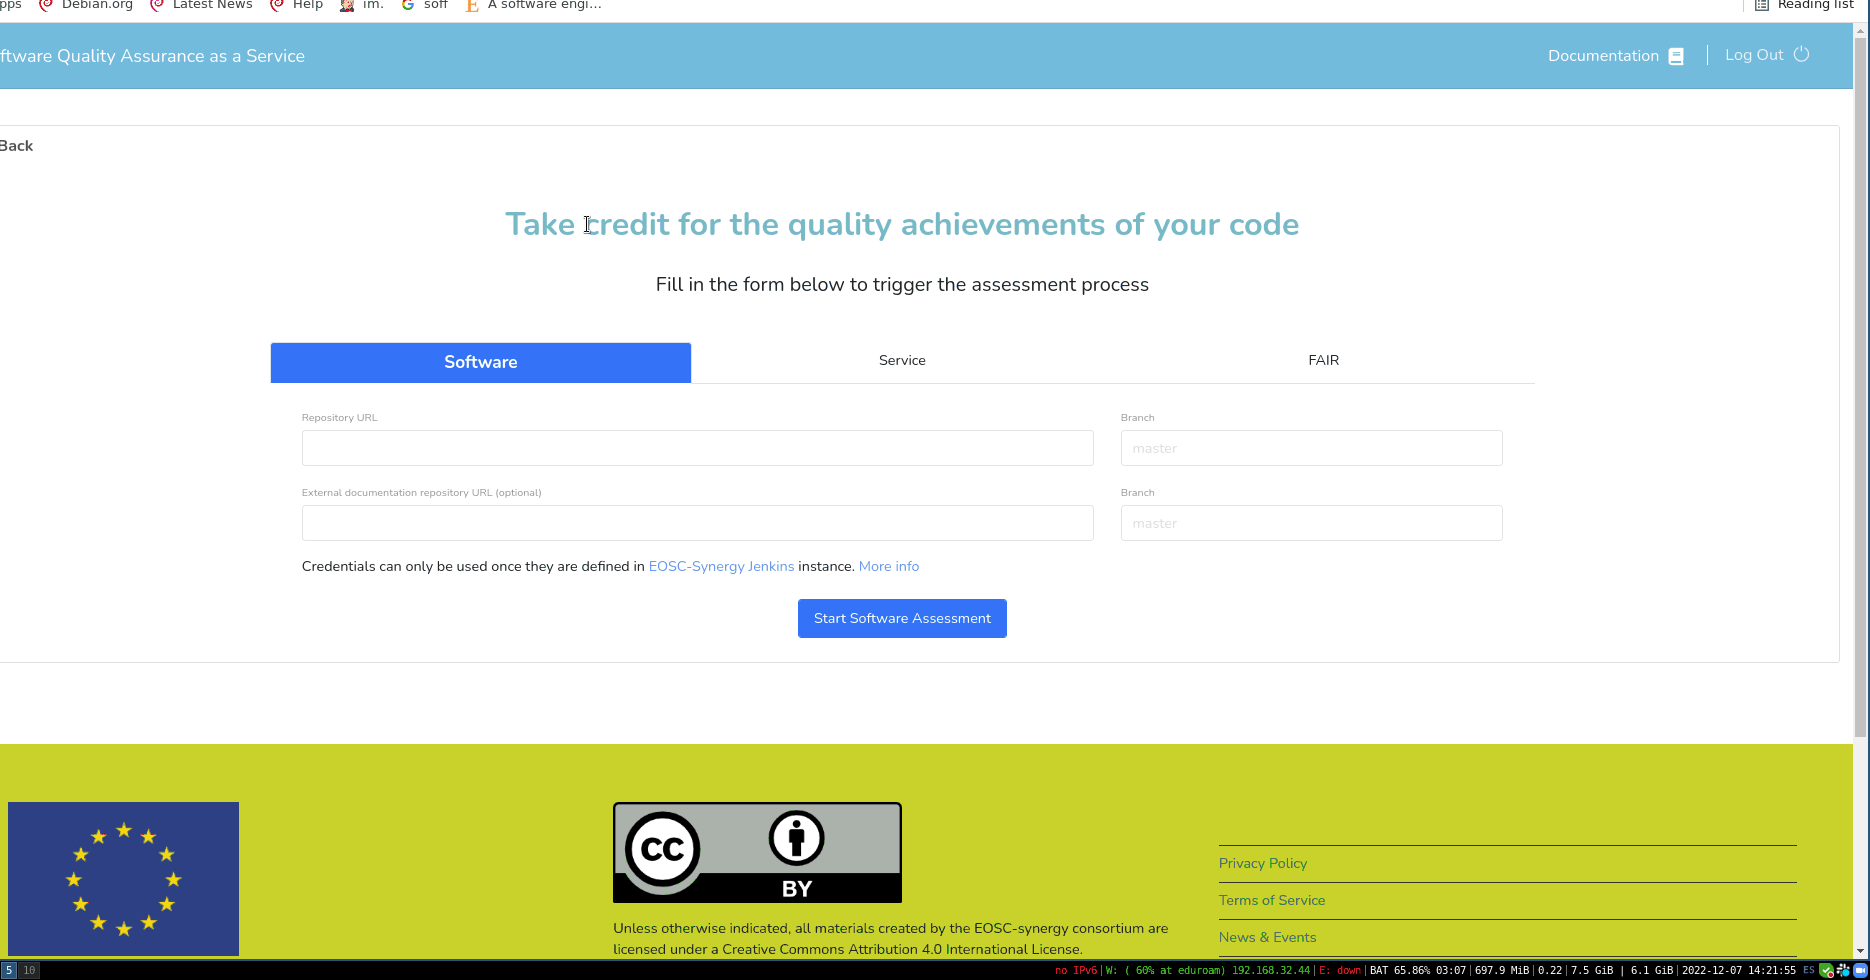 pps Debian.org Latest News Help im. soff A software engi... Reading list
ftware Quality Assurance as a Service Documentation Log Out
Back
Take credit for the quality achievements of your code
Fill in the form below to trigger the assessment process
Software Service FAIR
Repository URL Branch
master
External documentation repository URL (optional) Branch
master
Credentials can only be used once they are defined in EOSC-Synergy Jenkins instance. More info
Start Software Assessment
CC BY
Unless otherwise indicated, all materials created by the EOSC-synergy consortium are
licensed under a Creative Commons Attribution 4.0 International License.
Privacy Policy
Terms of Service
News & Events
5 10 no IPv6|W: ( 60% at eduroam) 192.168.32.44|E: down|BAT 65.86% 03:07|697.9 MiB|0.22|7.5 GiB | 6.1 GiB|2022-12-07 14:21:55 ES